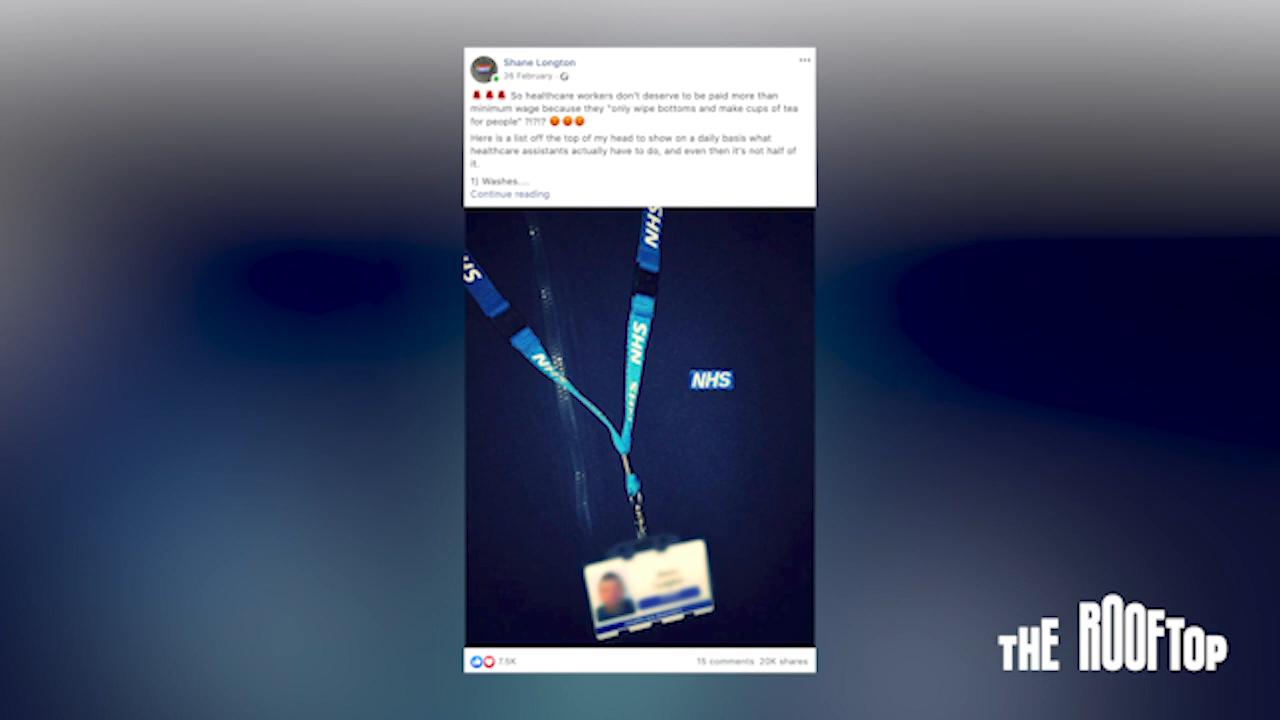 Shane Longton
26 February
So healthcare workers don't deserve to be paid more than
minimum wage because they "only wipe bottoms and make cups of tea
for people" ?!?!?
Here is a list off the top of my head to show on a daily basis what
healthcare assistants actually have to do, and even then it's not half of
it.
1) Washes....
Continue reading
NHS
NHS
NHS
NHS
NHS
7.5K
15 comments 20K shares
THE ROOFTOP